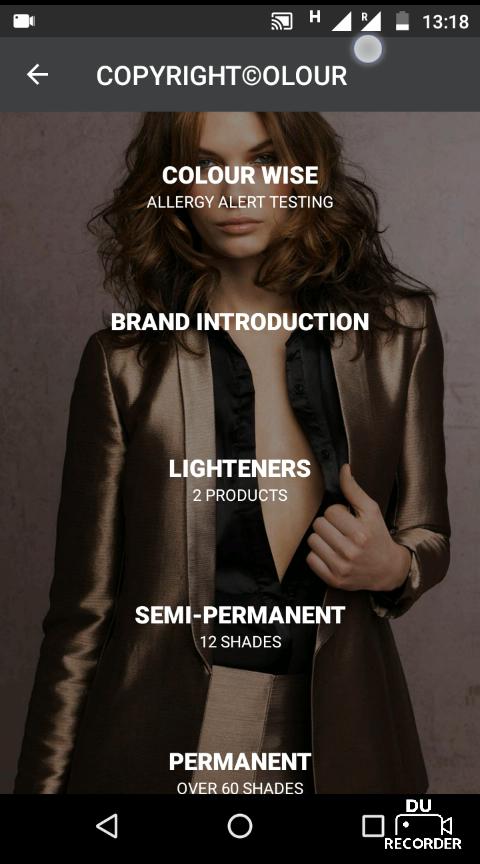 H R 13:18
COPYRIGHT©OLOUR
COLOUR WISE
ALLERGY ALERT TESTING
BRAND INTRODUCTION
LIGHTENERS
2 PRODUCTS
SEMI-PERMANENT
12 SHADES
PERMANENT
OVER 60 SHADES
DU
RECORDER